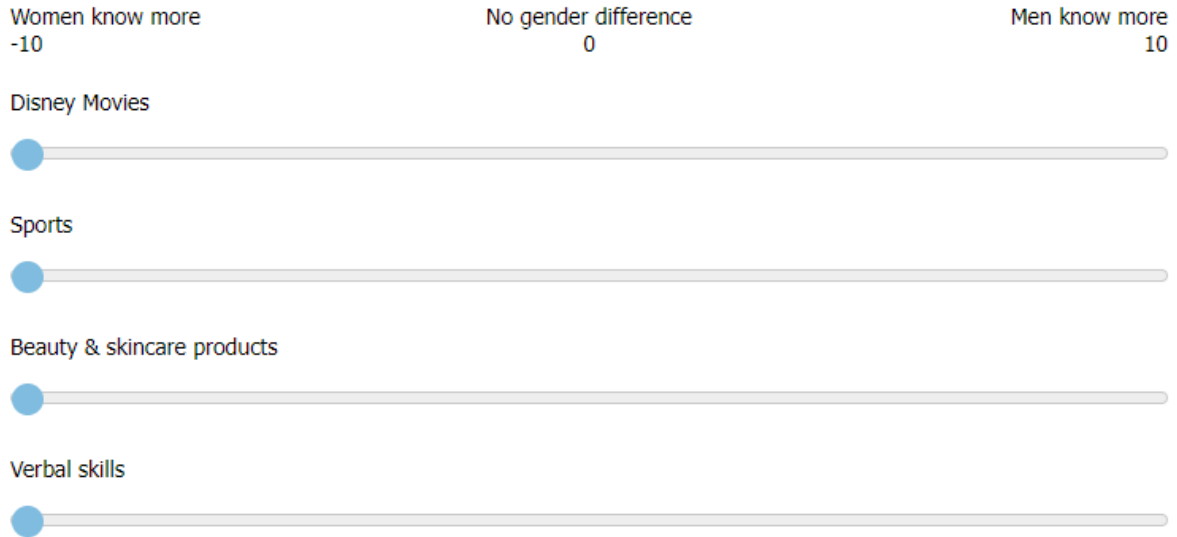 Women know more No gender difference Men know more
-10 0 10
Disney Movies
Sports
Beauty & skincare products
Verbal skills